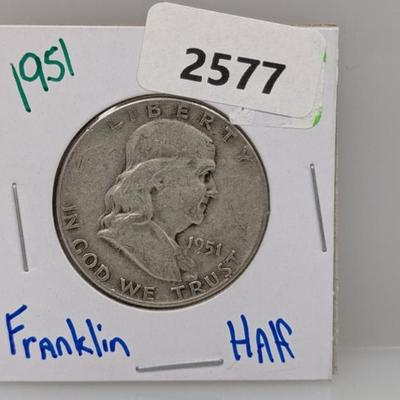 1951
2577
LIBERTY
IN GOD WE TRUST
1951
Franklin Half